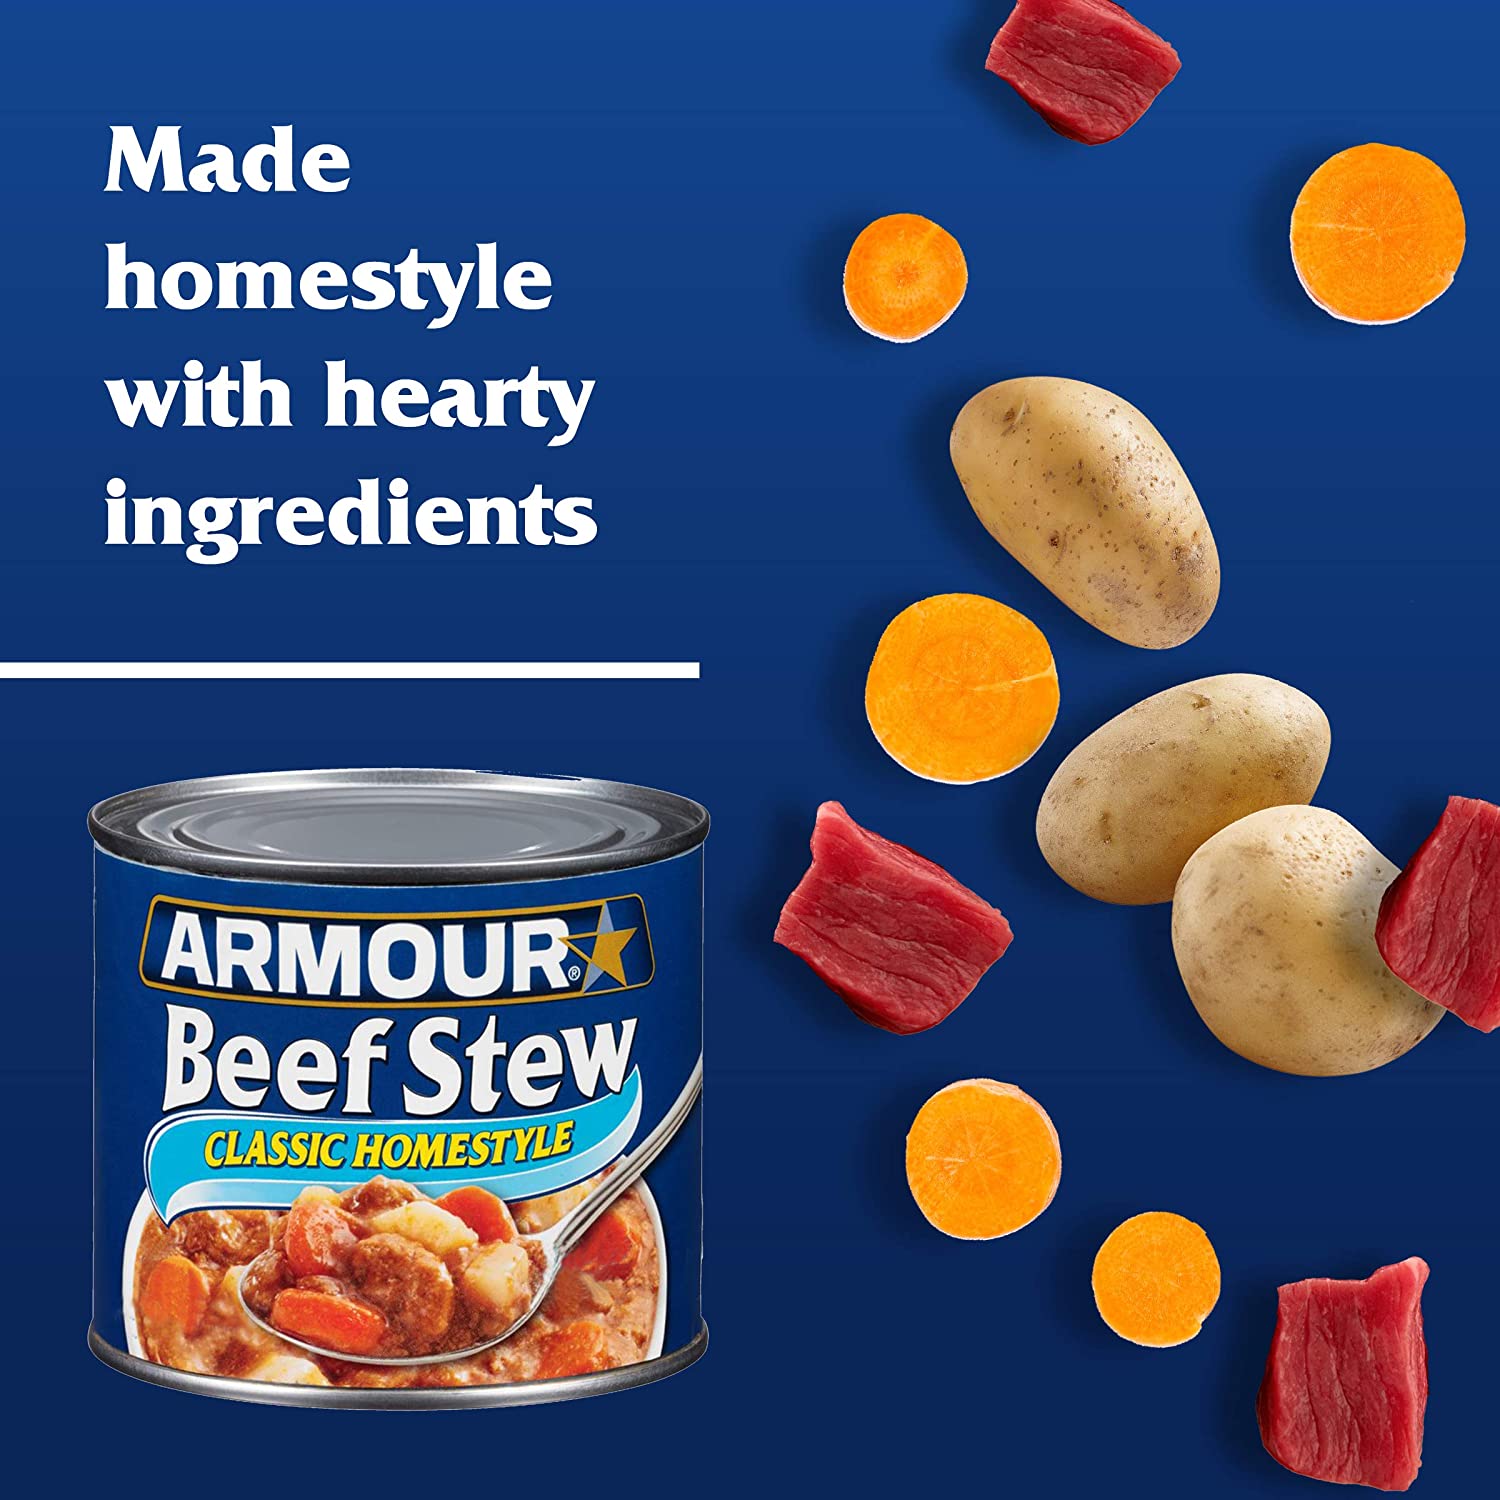 Made
homestyle
with hearty
ingredients
ARMOUR®
Beef Stew
CLASSIC HOMESTYLE